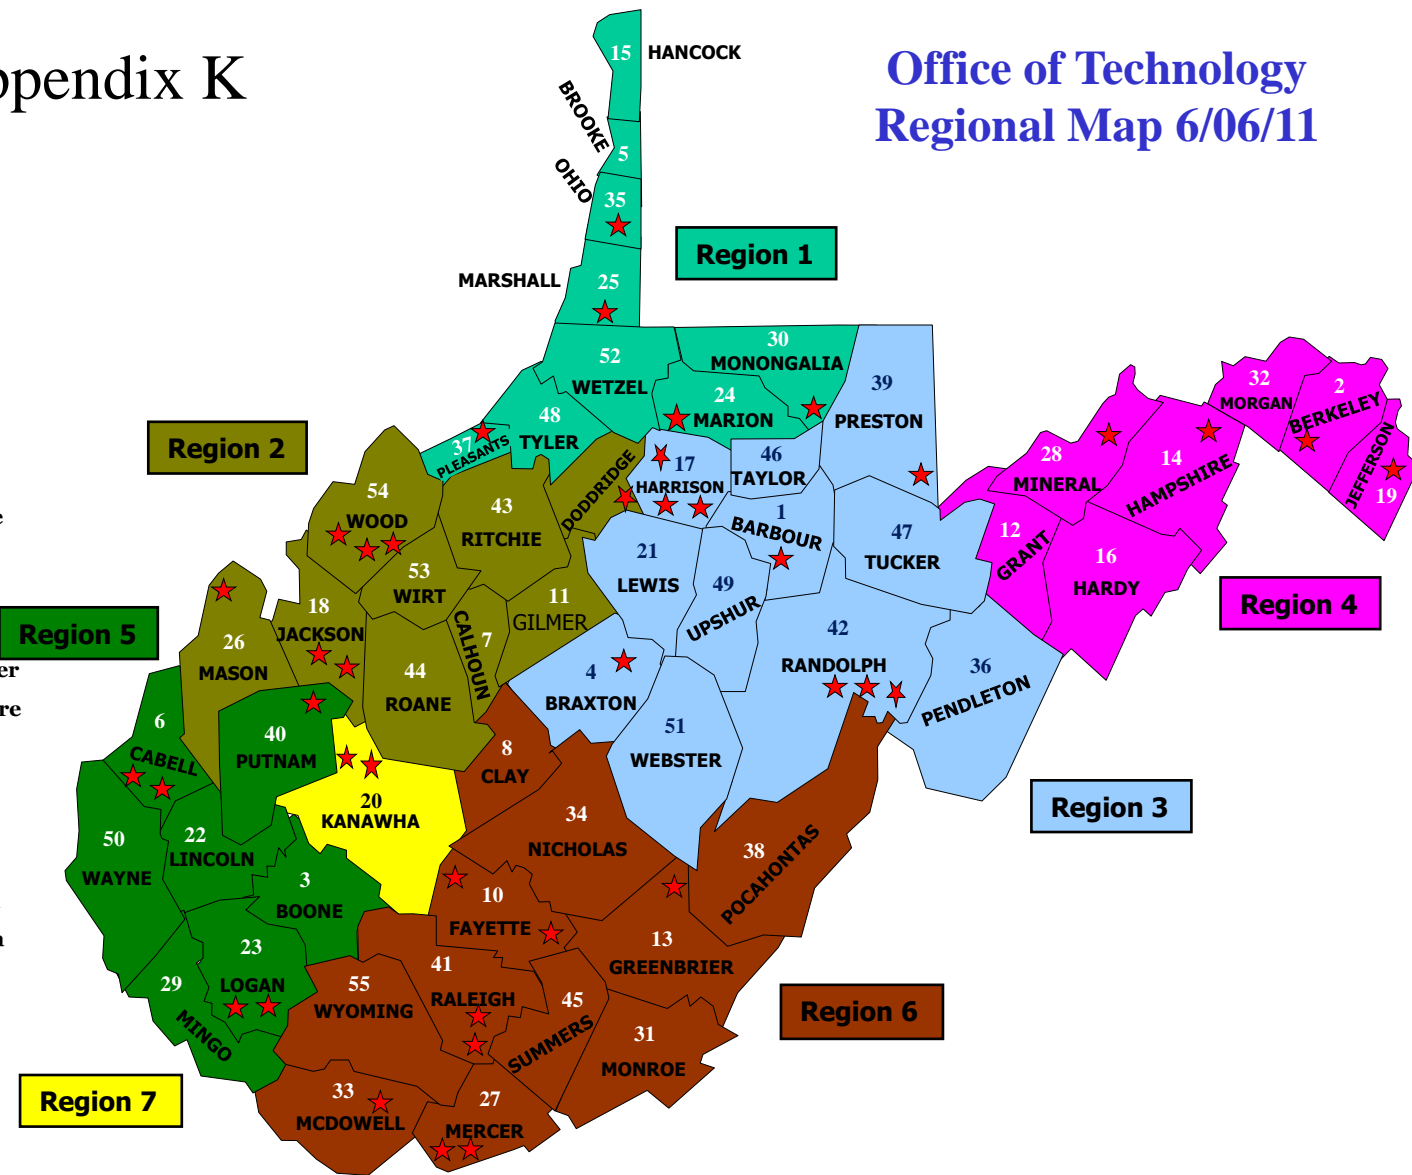 ppendix K
Office of Technology
Regional Map 6/06/11
15
HANCOCK
BROOKE
5
OHIO
35
Region 1
MARSHALL
25
30
MONONGALIA
52
WETZEL
24
MARION
39
PRESTON
32
MORGAN
2
BERKELEY
JEFFERSON
19
Region 2
48
TYLER
37
PLEASANTS
DODDRIDGE
17
HARRISON
46
TAYLOR
28
MINERAL
14
HAMPSHIRE
54
WOOD
43
RITCHIE
1
BARBOUR
47
TUCKER
12
GRANT
16
HARDY
e
53
WIRT
21
LEWIS
49
UPSHUR
Region 4
Region 5
18
JACKSON
11
GILMER
7
CALHOUN
42
RANDOLPH
26
MASON
44
ROANE
4
BRAXTON
36
PENDLETON
er
re
6
CABELL
40
PUTNAM
8
CLAY
51
WEBSTER
20
KANAWHA
Region 3
50
WAYNE
22
LINCOLN
34
NICHOLAS
38
POCAHONTAS
3
BOONE
10
FAYETTE
23
LOGAN
13
GREENBRIER
29
MINGO
55
WYOMING
41
RALEIGH
45
SUMMERS
Region 6
31
MONROE
Region 7
33
MCDOWELL
27
MERCER